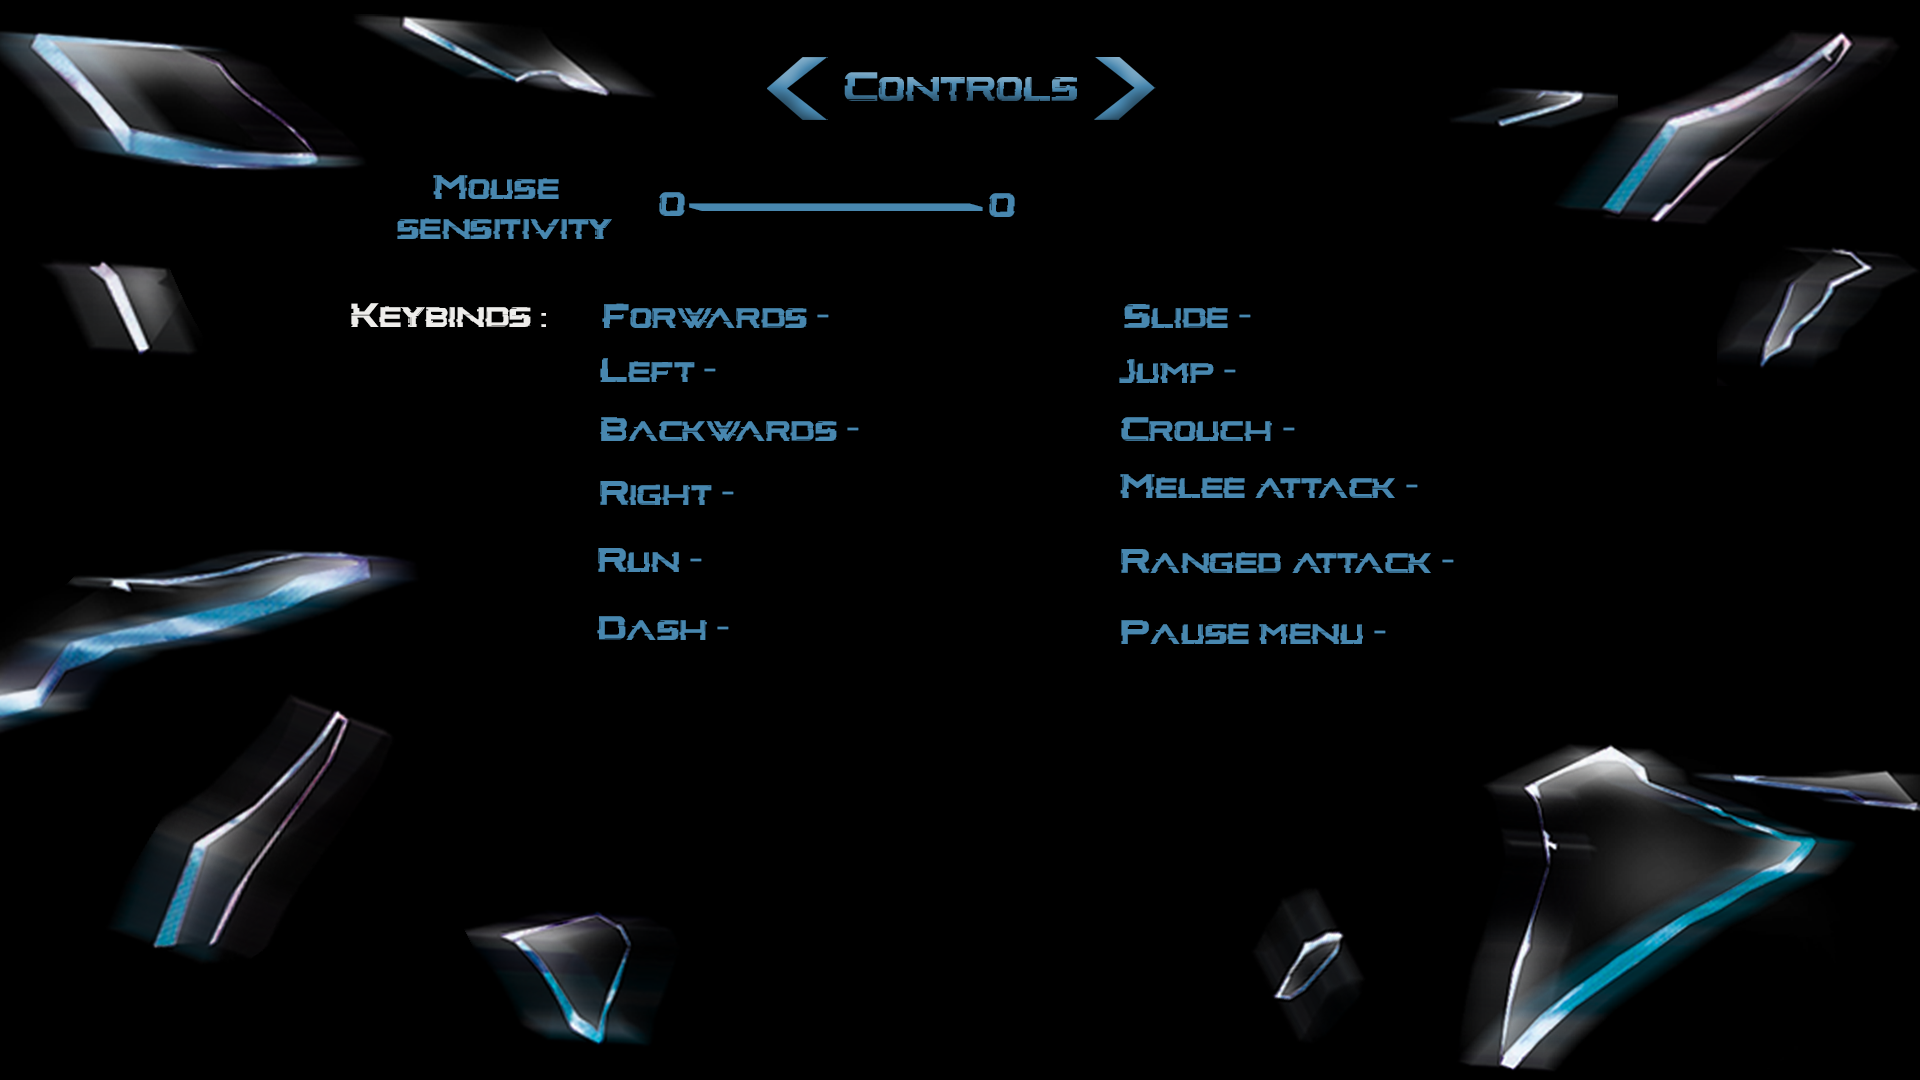 Controls
Mouse
sensitivity
0 0
Keybinds :
Forwards -
Left -
Backwards -
Right -
Run -
Dash -
Slide -
Jump -
Crouch -
Melee attack -
Ranged attack -
Pause menu -